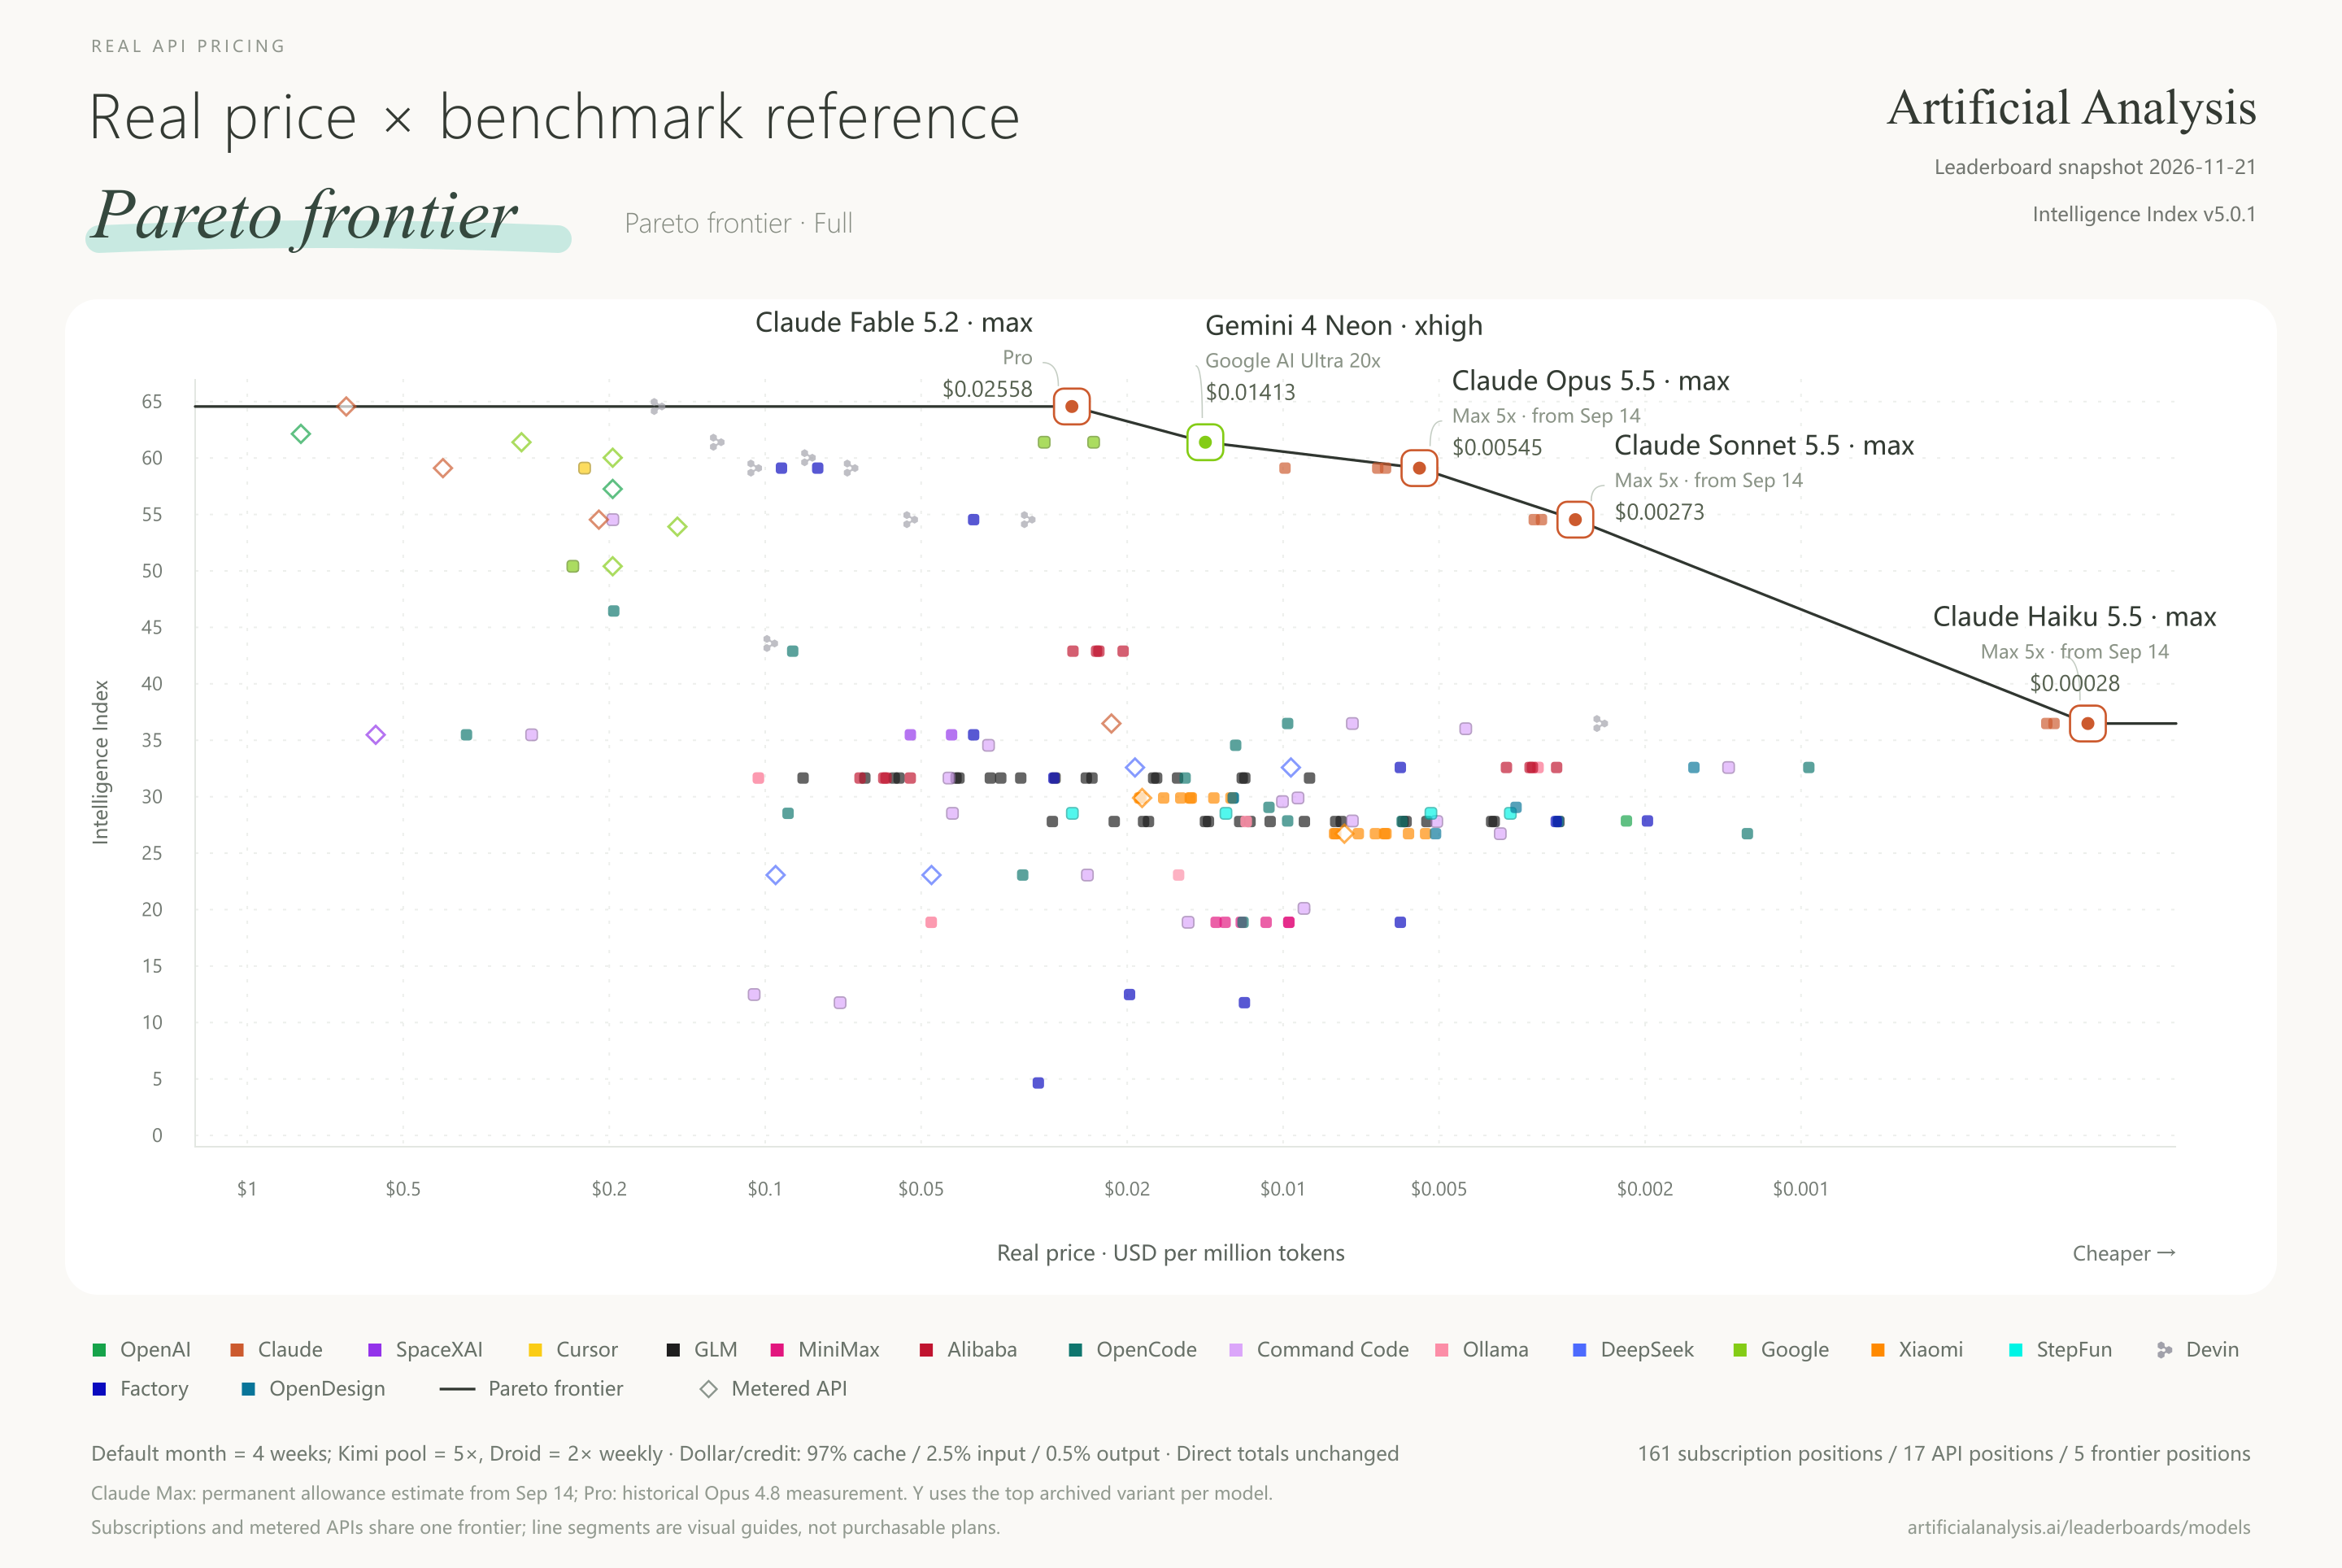 REAL API PRICING
Real price × benchmark reference
Pareto frontier
Pareto frontier · Full
Artificial Analysis
Leaderboard snapshot 2026-11-21
Intelligence Index v5.0.1
Claude Fable 5.2 · max
Pro
$0.02558
Gemini 4 Neon · xhigh
Google AI Ultra 20x
$0.01413
Claude Opus 5.5 · max
Max 5x · from Sep 14
$0.00545
Claude Sonnet 5.5 · max
Max 5x · from Sep 14
$0.00273
Claude Haiku 5.5 · max
Max 5x · from Sep 14
$0.00028
Intelligence Index
65
60
55
50
45
40
35
30
25
20
15
10
5
0
$1 $0.5 $0.2 $0.1 $0.05 $0.02 $0.01 $0.005 $0.002 $0.001
Real price · USD per million tokens
Cheaper →
OpenAI Claude SpaceXAI Cursor GLM MiniMax Alibaba OpenCode Command Code Ollama DeepSeek Google Xiaomi StepFun Devin
Factory OpenDesign Pareto frontier Metered API
Default month = 4 weeks; Kimi pool = 5×, Droid = 2× weekly · Dollar/credit: 97% cache / 2.5% input / 0.5% output · Direct totals unchanged
161 subscription positions / 17 API positions / 5 frontier positions
Claude Max: permanent allowance estimate from Sep 14; Pro: historical Opus 4.8 measurement. Y uses the top archived variant per model.
Subscriptions and metered APIs share one frontier; line segments are visual guides, not purchasable plans.
artificialanalysis.ai/leaderboards/models